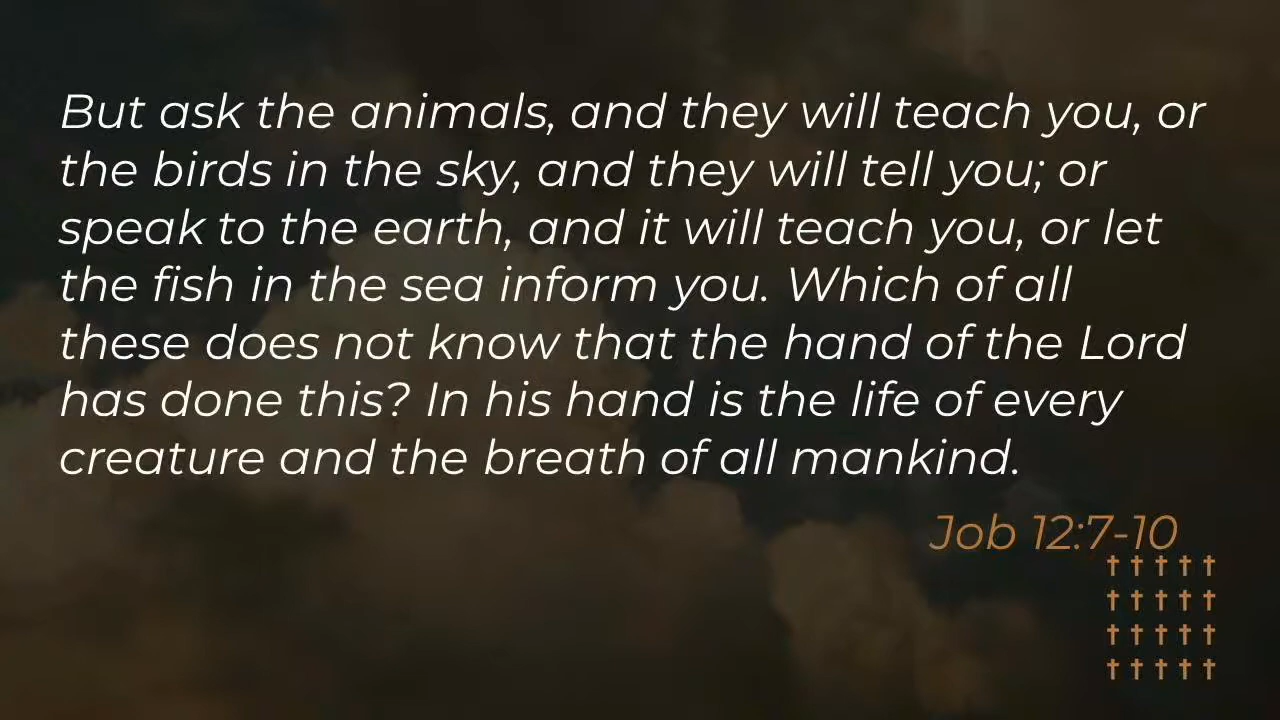 But ask the animals, and they will teach you, or
the birds in the sky, and they will tell you; or
speak to the earth, and it will teach you, or let
the fish in the sea inform you. Which of all
these does not know that the hand of the Lord
has done this? In his hand is the life of every
creature and the breath of all mankind.
Job 12:7-10